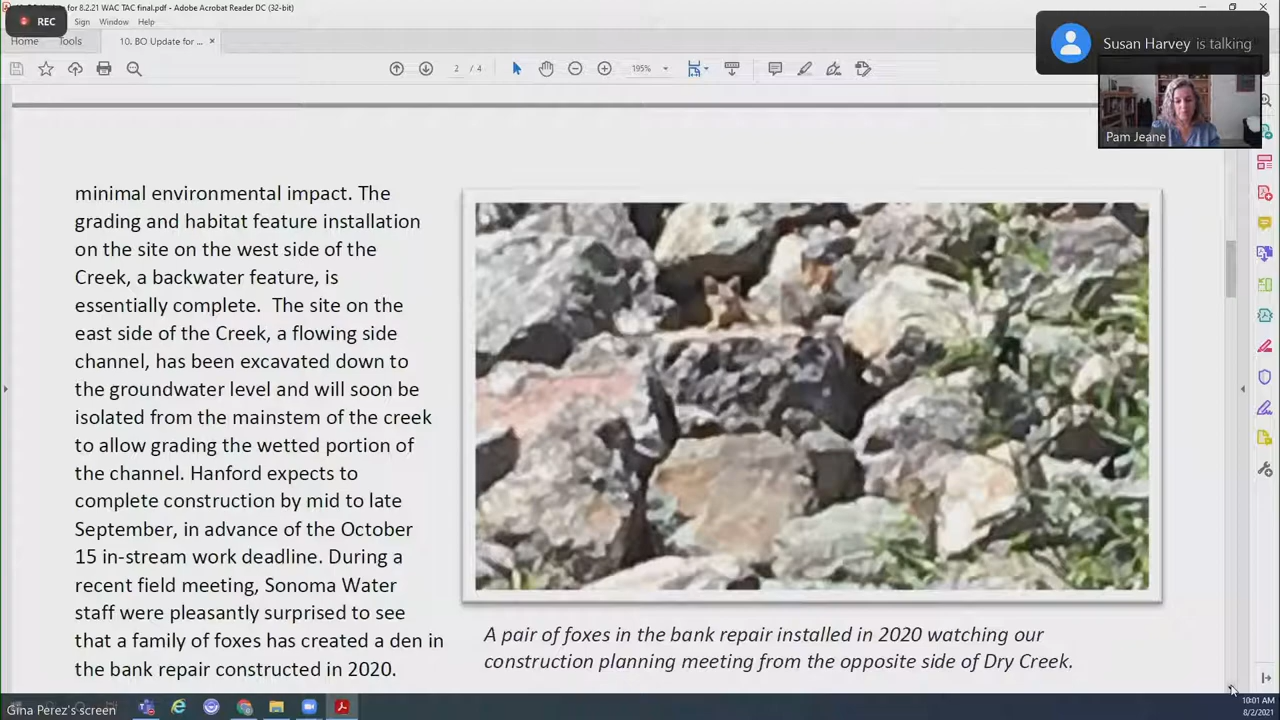 REC
8.2.21 WAC TAC final.pdf - Adobe Acrobat Reader DC (32-bit)
Sign Window Help
Home Tools 10. BO Update for ... ×
2 / 4 195%
Susan Harvey is talking
Pam Jeane
minimal environmental impact. The
grading and habitat feature installation
on the site on the west side of the
Creek, a backwater feature, is
essentially complete. The site on the
east side of the Creek, a flowing side
channel, has been excavated down to
the groundwater level and will soon be
isolated from the mainstem of the creek
to allow grading the wetted portion of
the channel. Hanford expects to
complete construction by mid to late
September, in advance of the October
15 in-stream work deadline. During a
recent field meeting, Sonoma Water
staff were pleasantly surprised to see
that a family of foxes has created a den in
the bank repair constructed in 2020.
A pair of foxes in the bank repair installed in 2020 watching our
construction planning meeting from the opposite side of Dry Creek.
Gina Perez's screen
10:01 AM
8/2/2021